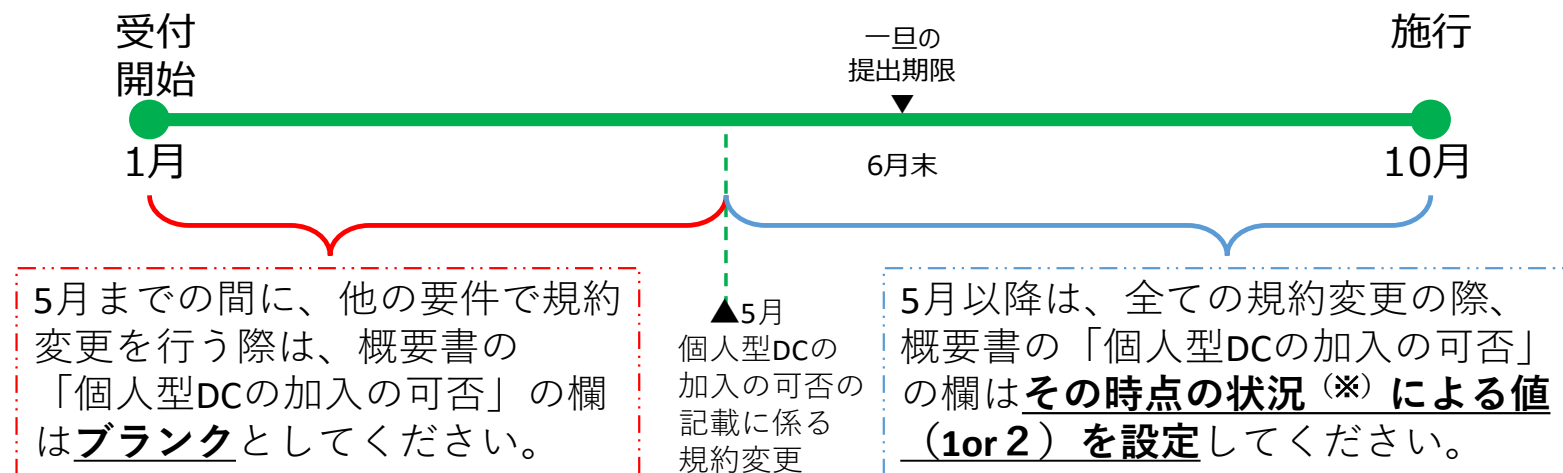 受付
開始
一旦の
提出期限
▼
施行
1月
6月末
10月
5月までの間に、他の要件で規約
変更を行う際は、概要書の
「個人型DCの加入の可否」の欄
はブランクとしてください。
▲5月
個人型DCの
加入の可否の
記載に係る
規約変更
5月以降は、全ての規約変更の際、
概要書の「個人型DCの加入の可否」
の欄はその時点の状況（※）による値
（1or２）を設定してください。